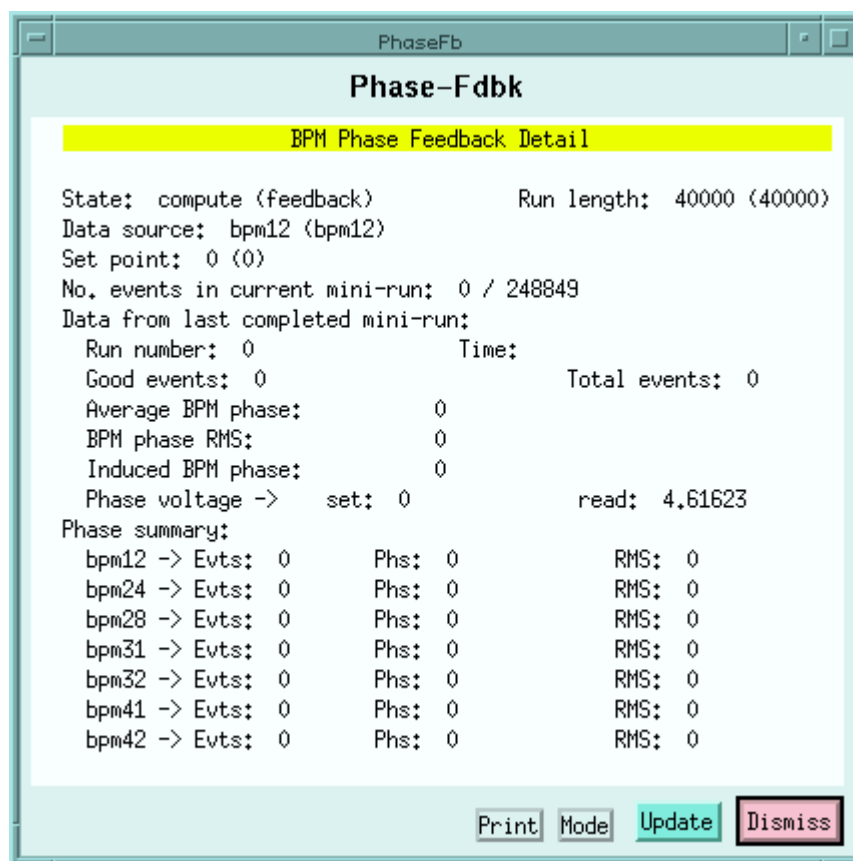 PhaseFb
Phase-Fdbk
BPM Phase Feedback Detail
State: compute (feedback) Run length: 40000 (40000)
Data source: bpm12 (bpm12)
Set point: 0 (0)
No. events in current mini-run: 0 / 248849
Data from last completed mini-run:
Run number: 0 Time:
Good events: 0 Total events: 0
Average BPM phase: 0
BPM phase RMS: 0
Induced BPM phase: 0
Phase voltage -> set: 0 read: 4.61623
Phase summary:
bpm12 -> Evts: 0 Phs: 0 RMS: 0
bpm24 -> Evts: 0 Phs: 0 RMS: 0
bpm28 -> Evts: 0 Phs: 0 RMS: 0
bpm31 -> Evts: 0 Phs: 0 RMS: 0
bpm32 -> Evts: 0 Phs: 0 RMS: 0
bpm41 -> Evts: 0 Phs: 0 RMS: 0
bpm42 -> Evts: 0 Phs: 0 RMS: 0
Print Mode Update Dismiss